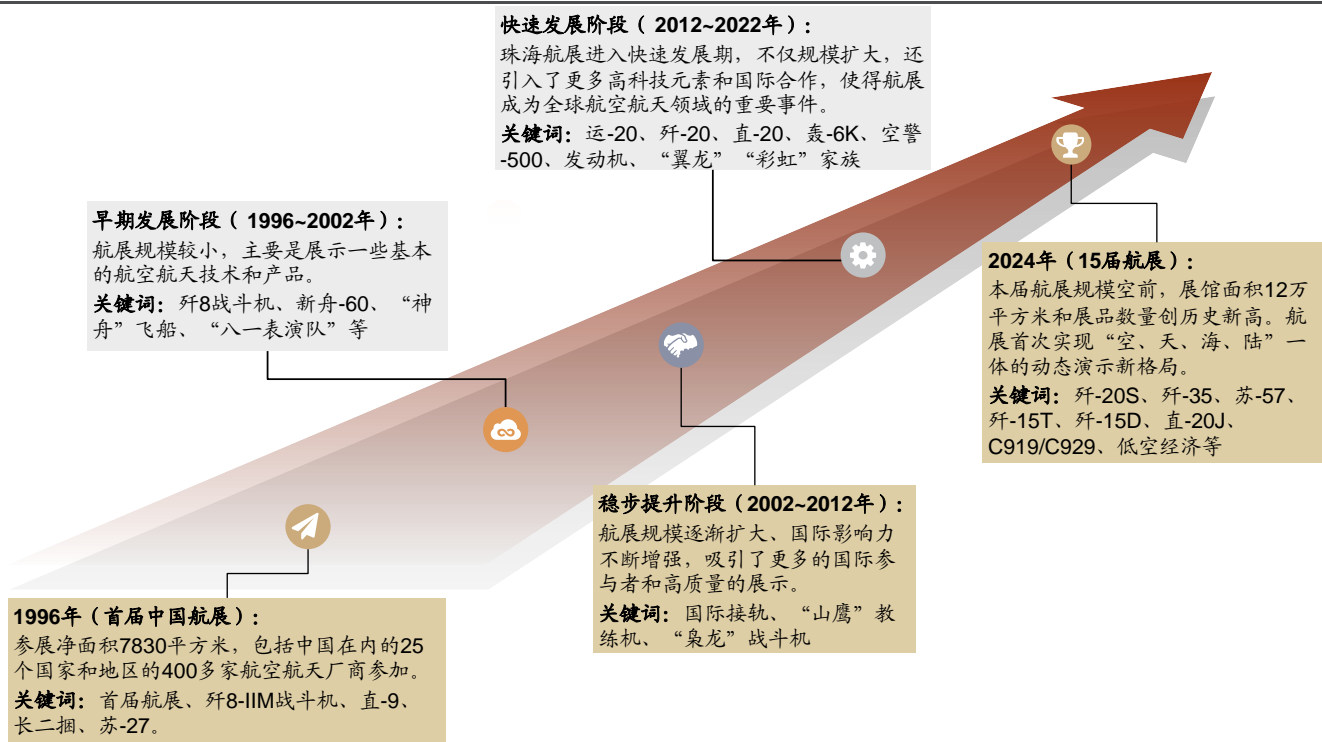 快速发展阶段（ 2012~2022年）：
珠海航展进入快速发展期，不仅规模扩大，还
引入了更多高科技元素和国际合作，使得航展
成为全球航空航天领域的重要事件。
关键词：运-20、歼-20、直-20、轰-6K、空警
-500、发动机、“翼龙”“彩虹”家族
早期发展阶段（ 1996~2002年）：
航展规模较小，主要是展示一些基本
的航空航天技术和产品。
关键词：歼8战斗机、新舟-60、“神
舟”飞船、“八一表演队”等
2024年（15届航展）：
本届航展规模空前，展馆面积12万
平方米和展品数量创历史新高。航
展首次实现“空、天、海、陆”一
体的动态演示新格局。
关键词：歼-20S、歼-35、苏-57、
歼-15T、歼-15D、直-20J、
C919/C929、低空经济等
稳步提升阶段（2002~2012年）：
航展规模逐渐扩大、国际影响力
不断增强，吸引了更多的国际参
与者和高质量的展示。
关键词：国际接轨、“山鹰”教
练机、“枭龙”战斗机
1996年（首届中国航展）：
参展净面积7830平方米，包括中国在内的25
个国家和地区的400多家航空航天厂商参加。
关键词：首届航展、歼8-IIM战斗机、直-9、
长二捆、苏-27。